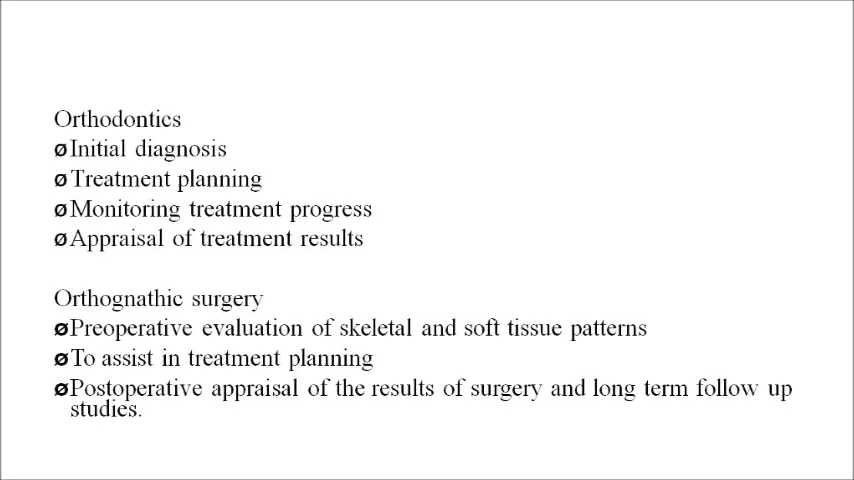 Orthodontics
ØInitial diagnosis
ØTreatment planning
ØMonitoring treatment progress
ØAppraisal of treatment results
Orthognathic surgery
ØPreoperative evaluation of skeletal and soft tissue patterns
ØTo assist in treatment planning
ØPostoperative appraisal of the results of surgery and long term follow up
studies.